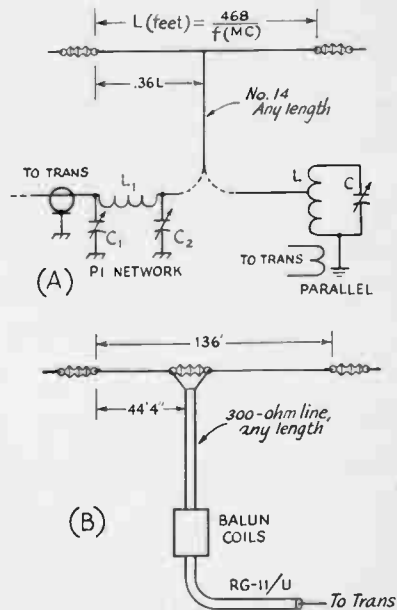 L (feet) = 468 / f(MC)
.36L
No. 14
Any length
TO TRANS
L1
L
C
C1
C2
(A)
PI NETWORK
TO TRANS
PARALLEL
136'
44'4"
300-ohm line,
any length
(B)
BALUN
COILS
RG-11/U
To Trans